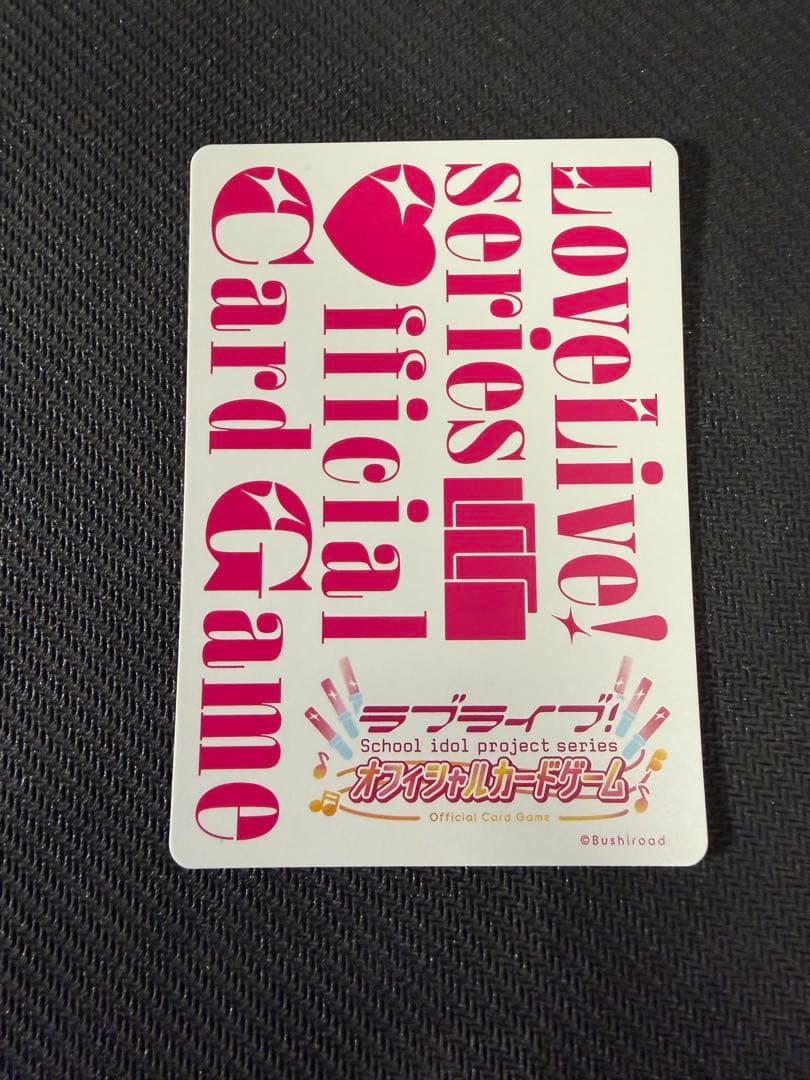 LoveLive!
series
♥fficial
Card Game
ラブライブ!
School idol project series
オフィシャルカードゲーム
Official Card Game
©Bushiroad